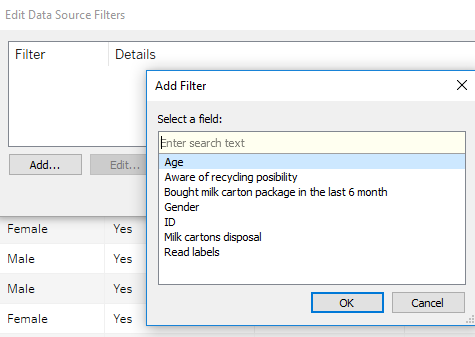 Edit Data Source Filters
Filter Details
Add Filter
Select a field:
Enter search text
Age
Aware of recycling posibility
Bought milk carton package in the last 6 month
Gender
ID
Milk cartons disposal
Read labels
OK Cancel
Add... Edit...
Female Yes
Male Yes
Male Yes
Female Yes